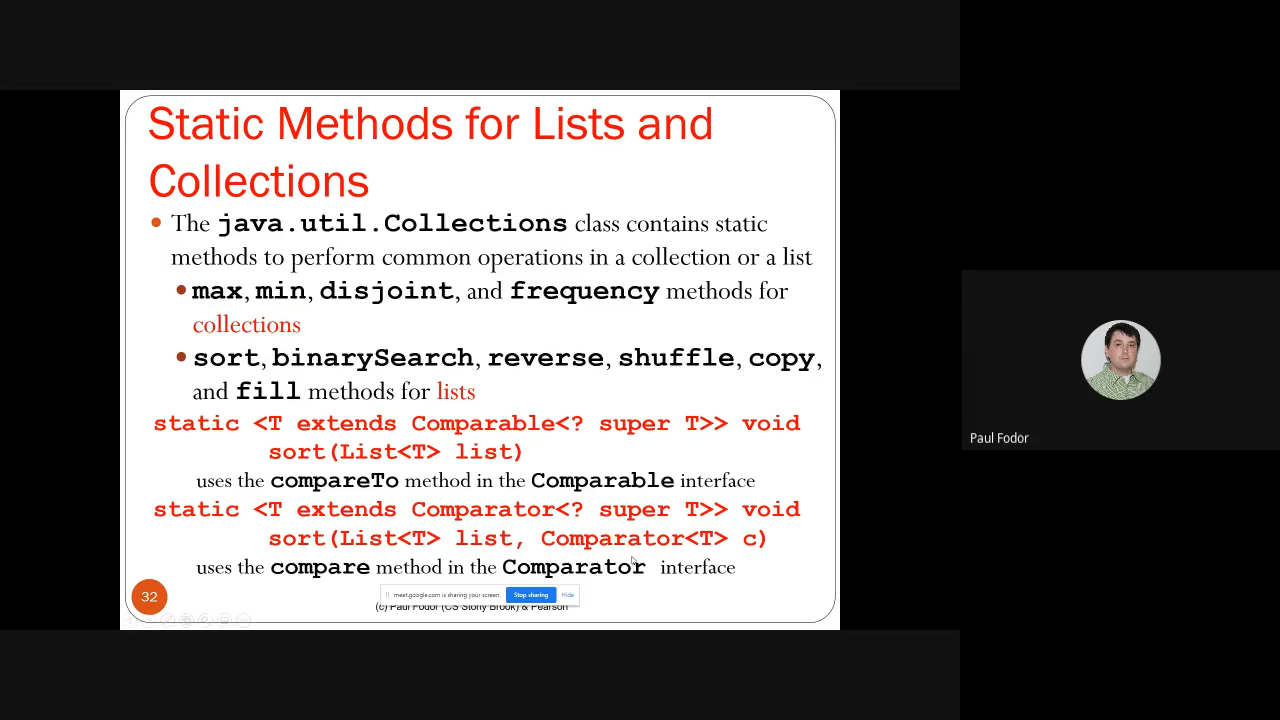 Static Methods for Lists and
Collections
• The java.util.Collections class contains static
methods to perform common operations in a collection or a list
• max, min, disjoint, and frequency methods for
collections
• sort, binarySearch, reverse, shuffle, copy,
and fill methods for lists
static <T extends Comparable<? super T>> void
sort(List<T> list)
uses the compareTo method in the Comparable interface
static <T extends Comparator<? super T>> void
sort(List<T> list, Comparator<T> c)
uses the compare method in the Comparator interface
32
meet.google.com is sharing your screen. Stop sharing Hide
(c) Paul Fodor (CS Stony Brook) & Pearson
Paul Fodor